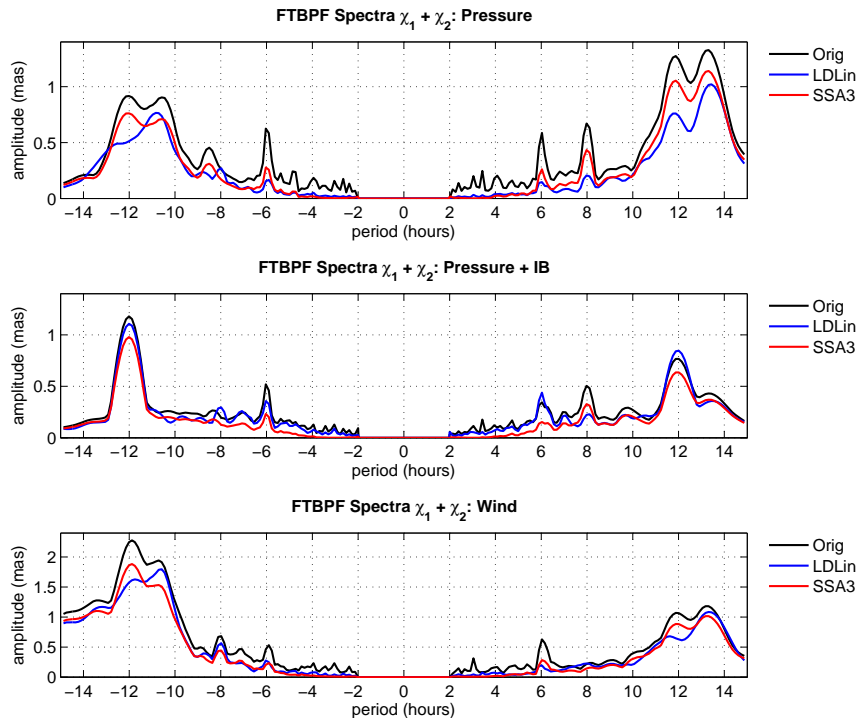 FTBPF Spectra χ1 + χ2: Pressure
amplitude (mas)
1
0.5
0
−14 −12 −10 −8 −6 −4 −2 0 2 4 6 8 10 12 14
period (hours)
Orig
LDLin
SSA3
FTBPF Spectra χ1 + χ2: Pressure + IB
amplitude (mas)
1
0.5
0
−14 −12 −10 −8 −6 −4 −2 0 2 4 6 8 10 12 14
period (hours)
Orig
LDLin
SSA3
FTBPF Spectra χ1 + χ2: Wind
amplitude (mas)
2
1.5
1
0.5
0
−14 −12 −10 −8 −6 −4 −2 0 2 4 6 8 10 12 14
period (hours)
Orig
LDLin
SSA3